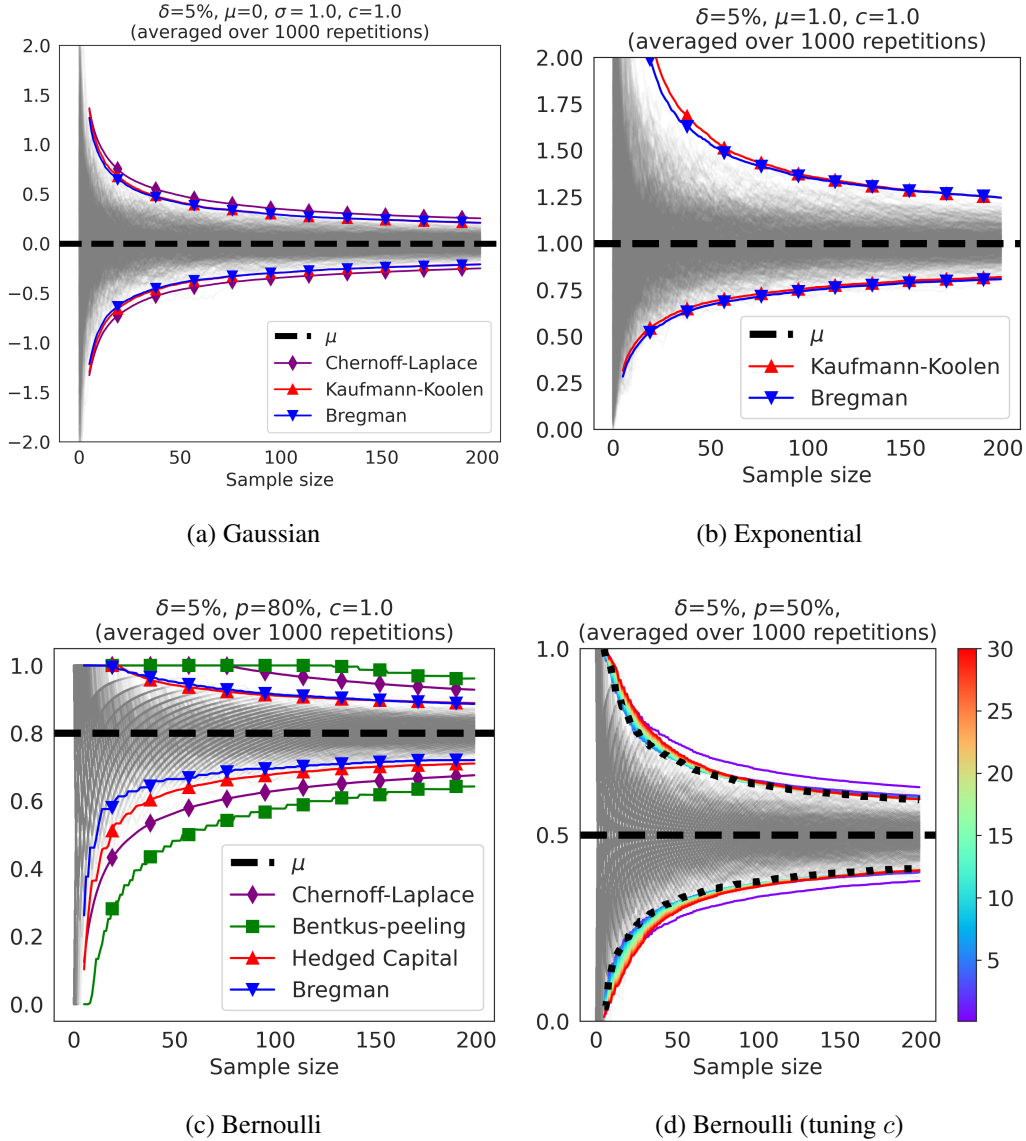 δ=5%, μ=0, σ = 1.0, c=1.0
(averaged over 1000 repetitions)
2.0
1.5
1.0
0.5
0.0
−0.5
−1.0
−1.5
−2.0
μ
Chernoff-Laplace
Kaufmann-Koolen
Bregman
0 50 100 150 200
Sample size
(a) Gaussian
δ=5%, μ=1.0, c=1.0
(averaged over 1000 repetitions)
2.00
1.75
1.50
1.25
1.00
0.75
0.50
0.25
0.00
μ
Kaufmann-Koolen
Bregman
0 50 100 150 200
Sample size
(b) Exponential
δ=5%, p=80%, c=1.0
(averaged over 1000 repetitions)
1.0
0.8
0.6
0.4
0.2
0.0
μ
Chernoff-Laplace
Bentkus-peeling
Hedged Capital
Bregman
0 50 100 150 200
Sample size
(c) Bernoulli
δ=5%, p=50%,
(averaged over 1000 repetitions)
1.0
0.5
0.0
0 50 100 150 200
Sample size
30
25
20
15
10
5
(d) Bernoulli (tuning c)